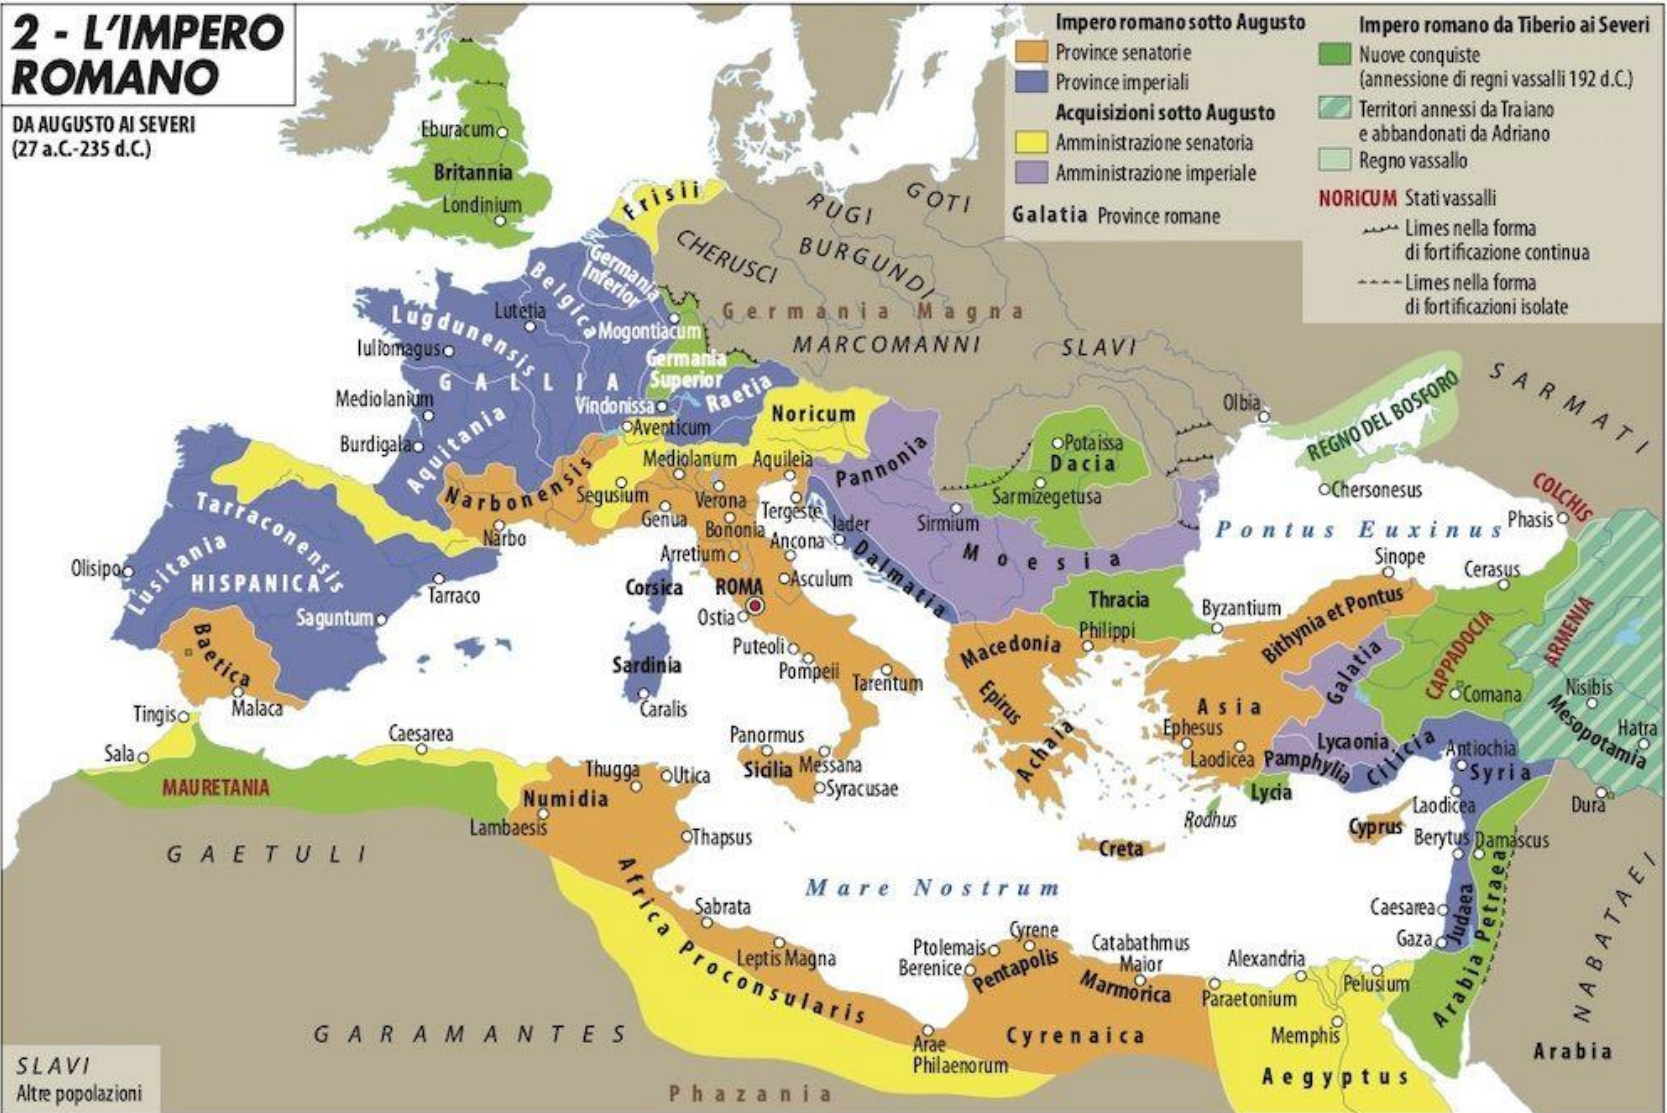 2 - L'IMPERO
ROMANO
DA AUGUSTO AI SEVERI
(27 a.C.-235 d.C.)
Impero romano sotto Augusto
Province senatorie
Province imperiali
Acquisizioni sotto Augusto
Amministrazione senatoria
Amministrazione imperiale
Galatia Province romane
Impero romano da Tiberio ai Severi
Nuove conquiste
(annessione di regni vassalli 192 d.C.)
Territori annessi da Traiano
e abbandonati da Adriano
Regno vassallo
NORICUM Stati vassalli
Limes nella forma
di fortificazione continua
Limes nella forma
di fortificazioni isolate
Eburacum
Britannia
Londinium
Frisii
RUGI
GOTI
CHERUSCI
BURGUNDI
Germania
Inferior
Belgica
Germania Magna
Lutetia
Lugdunensis
Mogontiacum
MARCOMANNI
SLAVI
Iuliomagus
Germania
Superior
GALLIA
Raetia
SARMATI
Mediolanium
Vindonissa
Noricum
Olbia
REGNO DEL BOSFORO
Aventicum
Burdigala
Aquitania
Potaissa
Dacia
Pannonia
Mediolanum
Aquileia
Narbonensis
Segusium
Verona
Sarmizegetusa
Chersonesus
COLCHIS
Tarraconensis
Genua
Tergeste
Bononia
Iader
Sirmium
Phasis
Pontus Euxinus
Narbo
Ancona
Arretium
Moesia
Sinope
Cerasus
Olisipo
Lusitania
HISPANICA
Tarraco
Corsica
ROMA
Asculum
Dalmatia
Thracia
Byzantium
Bithynia et Pontus
Saguntum
Ostia
Philippi
Macedonia
CAPPADOCIA
ARMENIA
Baetica
Sardinia
Puteoli
Pompeii
Tarentum
Galatia
Comana
Nisibis
Epirus
Asia
Malaca
Caralis
Mesopotamia
Hatra
Tingis
Sala
Caesarea
Panormus
Sicilia
Messana
Syracusae
Achaia
Ephesus
Laodicea
Lycaonia
Pamphylia
Cilicia
Antiochia
Syria
MAURETANIA
Thugga
Utica
Numidia
Lambaesis
Lycia
Rodhus
Laodicea
Dura
Cyprus
Berytus
Damascus
GAETULI
Thapsus
Creta
Africa Proconsularis
Mare Nostrum
Judaea
Arabia Petraea
NABATAEI
Sabrata
Caesarea
Gaza
Leptis Magna
Ptolemais
Cyrene
Berenice
Pentapolis
Catabathmus
Maior
Marmorica
Alexandria
Pelusium
Paraetonium
GARAMANTES
Arae
Philaenorum
Cyrenaica
Memphis
Arabia
Aegyptus
Phazania
SLAVI
Altre popolazioni